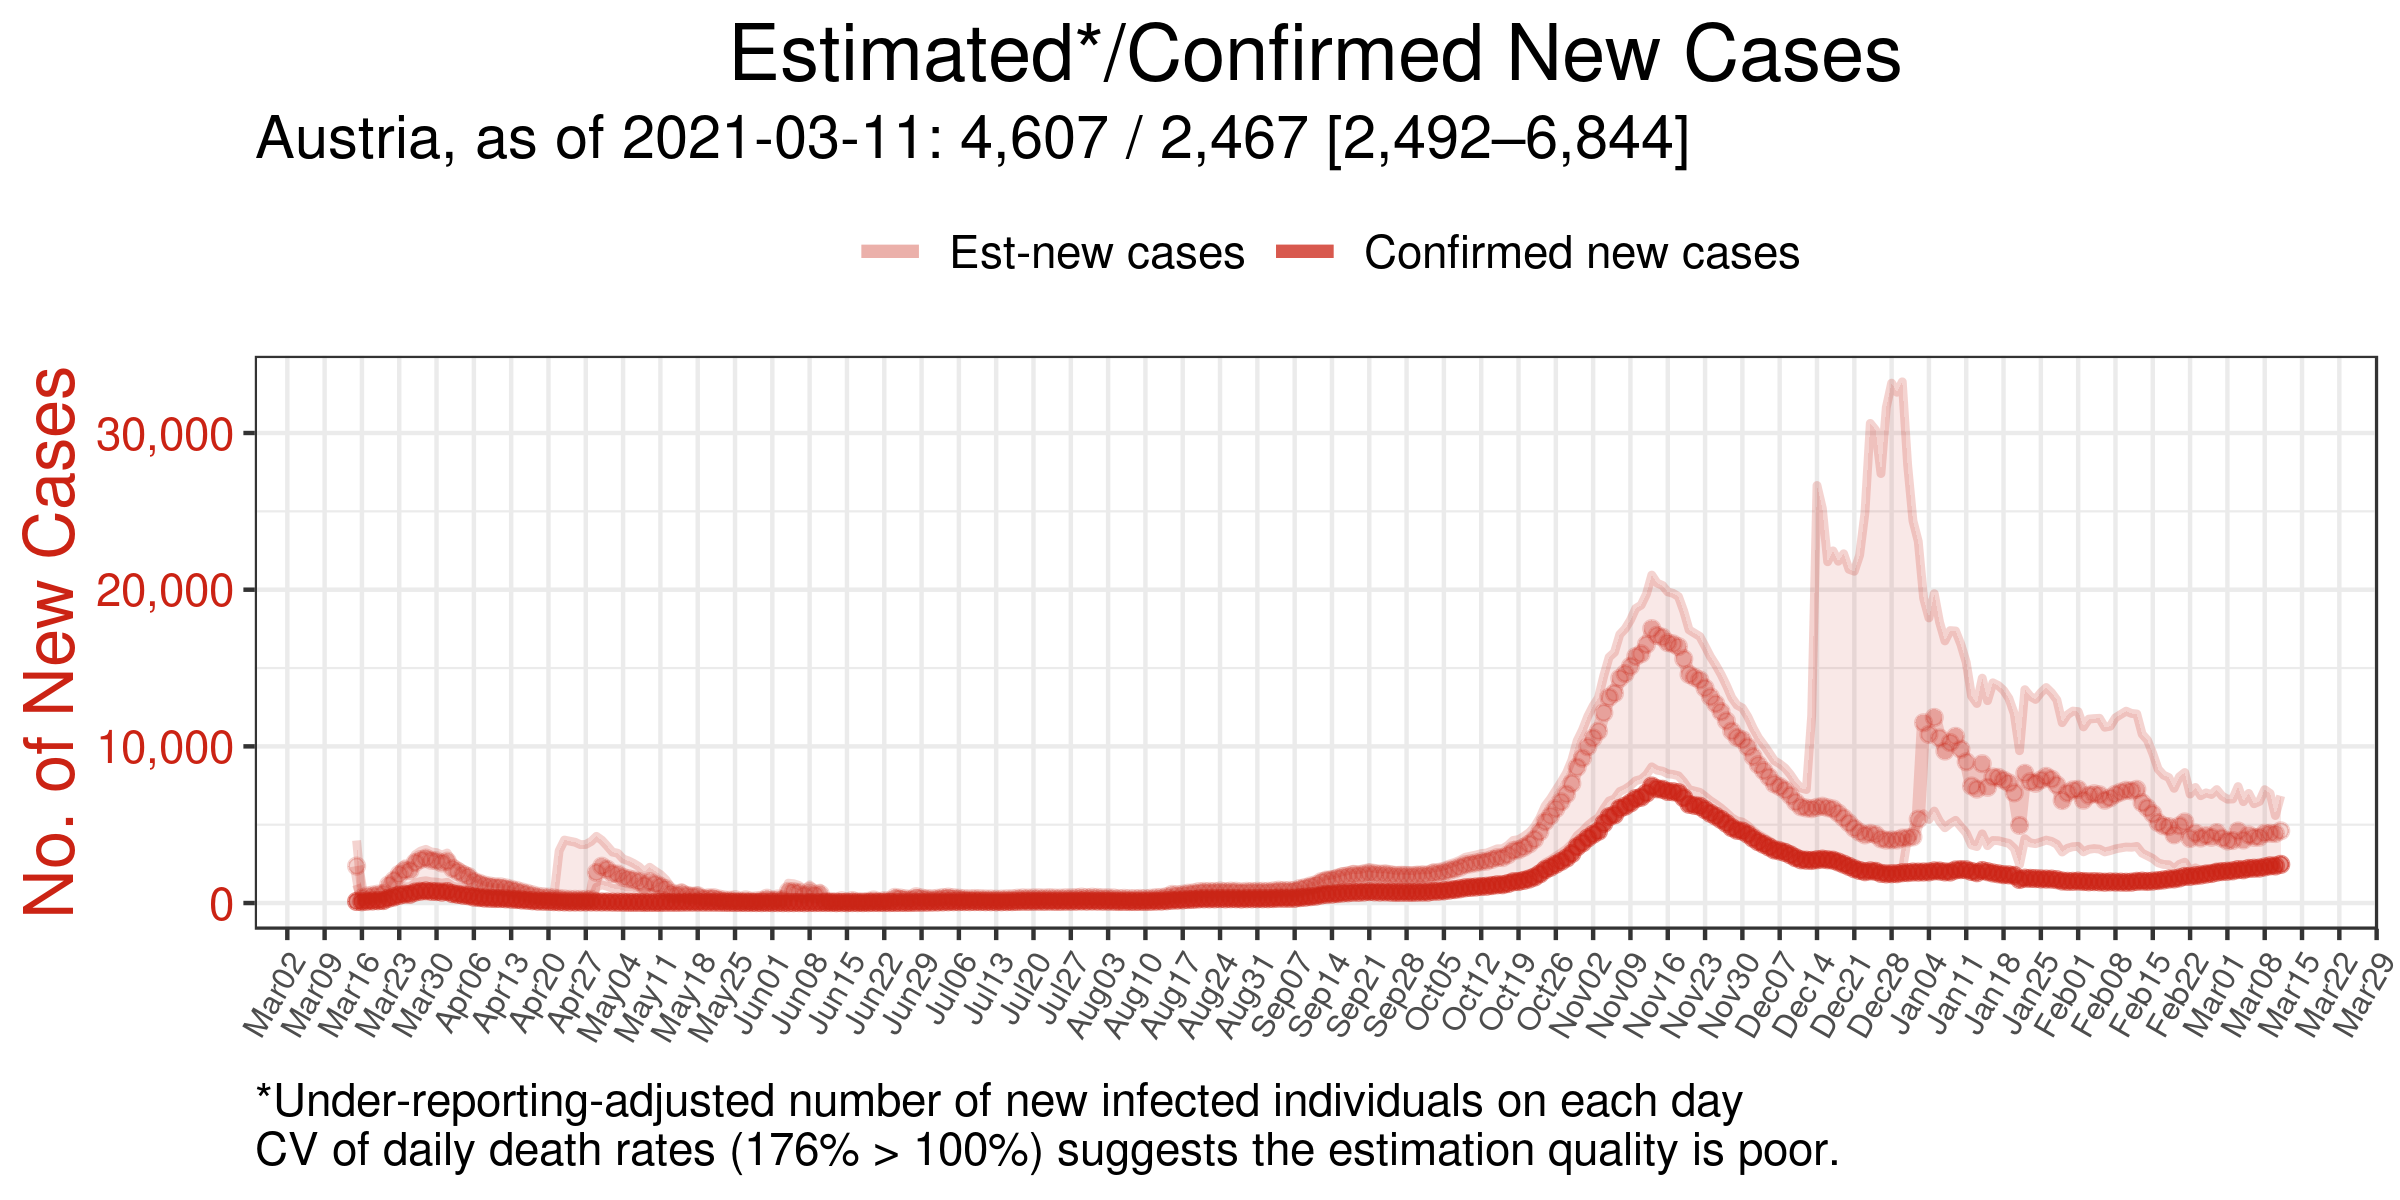 Estimated*/Confirmed New Cases
Austria, as of 2021-03-11: 4,607 / 2,467 [2,492–6,844]
Est-new cases Confirmed new cases
No. of New Cases
30,000
20,000
10,000
0
Mar02 Mar09 Mar16 Mar23 Mar30 Apr06 Apr13 Apr20 Apr27 May04 May11 May18 May25 Jun01 Jun08 Jun15 Jun22 Jun29 Jul06 Jul13 Jul20 Jul27 Aug03 Aug10 Aug17 Aug24 Aug31 Sep07 Sep14 Sep21 Sep28 Oct05 Oct12 Oct19 Oct26 Nov02 Nov09 Nov16 Nov23 Nov30 Dec07 Dec14 Dec21 Dec28 Jan04 Jan11 Jan18 Jan25 Feb01 Feb08 Feb15 Feb22 Mar01 Mar08 Mar15 Mar22 Mar29
*Under-reporting-adjusted number of new infected individuals on each day
CV of daily death rates (176% > 100%) suggests the estimation quality is poor.